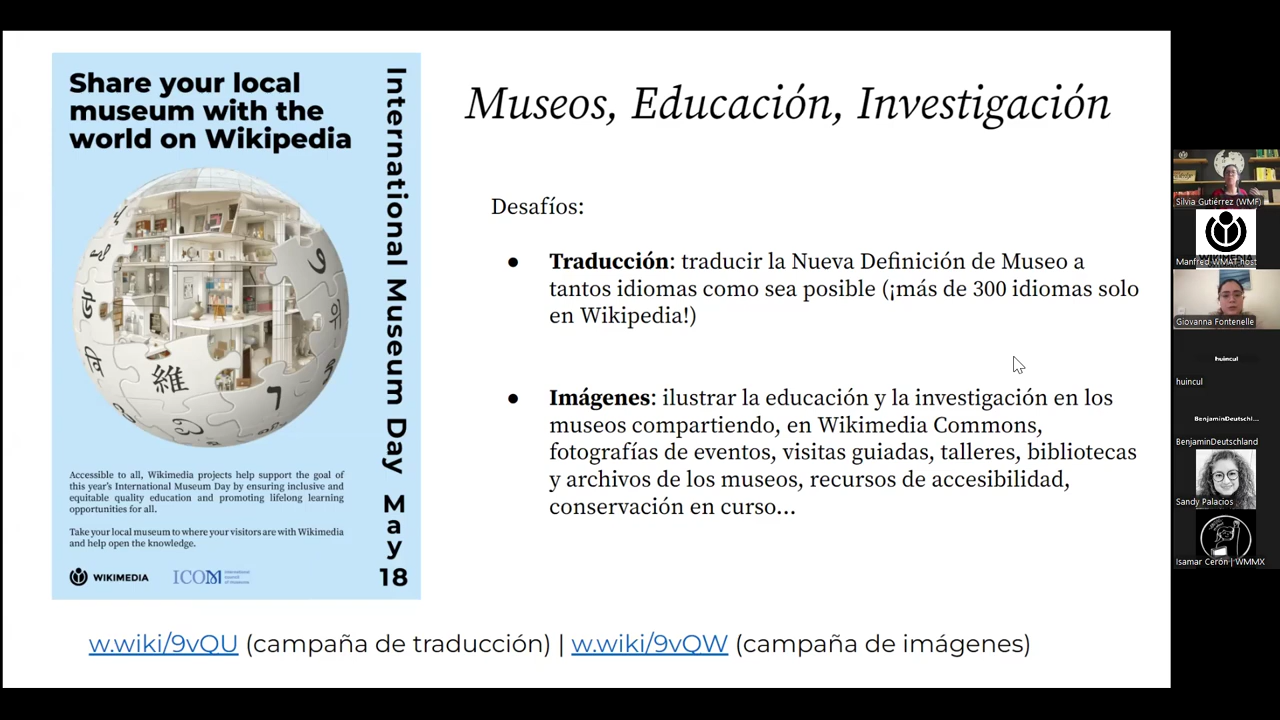 Share your local
museum with the
world on Wikipedia
International Museum Day May 18
維
Accessible to all, Wikimedia projects help support the goal of
this year's International Museum Day by ensuring inclusive and
equitable quality education and promoting lifelong learning
opportunities for all.
Take your local museum to where your visitors are with Wikimedia
and help open the knowledge.
WIKIMEDIA
ICOM
Museos, Educación, Investigación
Desafíos:
● Traducción: traducir la Nueva Definición de Museo a
tantos idiomas como sea posible (¡más de 300 idiomas solo
en Wikipedia!)
● Imágenes: ilustrar la educación y la investigación en los
museos compartiendo, en Wikimedia Commons,
fotografías de eventos, visitas guiadas, talleres, bibliotecas
y archivos de los museos, recursos de accesibilidad,
conservación en curso...
w.wiki/9vQU (campaña de traducción) | w.wiki/9vQW (campaña de imágenes)
Silvia Gutiérrez (WMF)
Manfred WMAT host
Giovanna Fontenelle
huincul
huincul
BenjaminDeutschl...
BenjaminDeutschland
Sandy Palacios
Isamar Cerón | WMMX